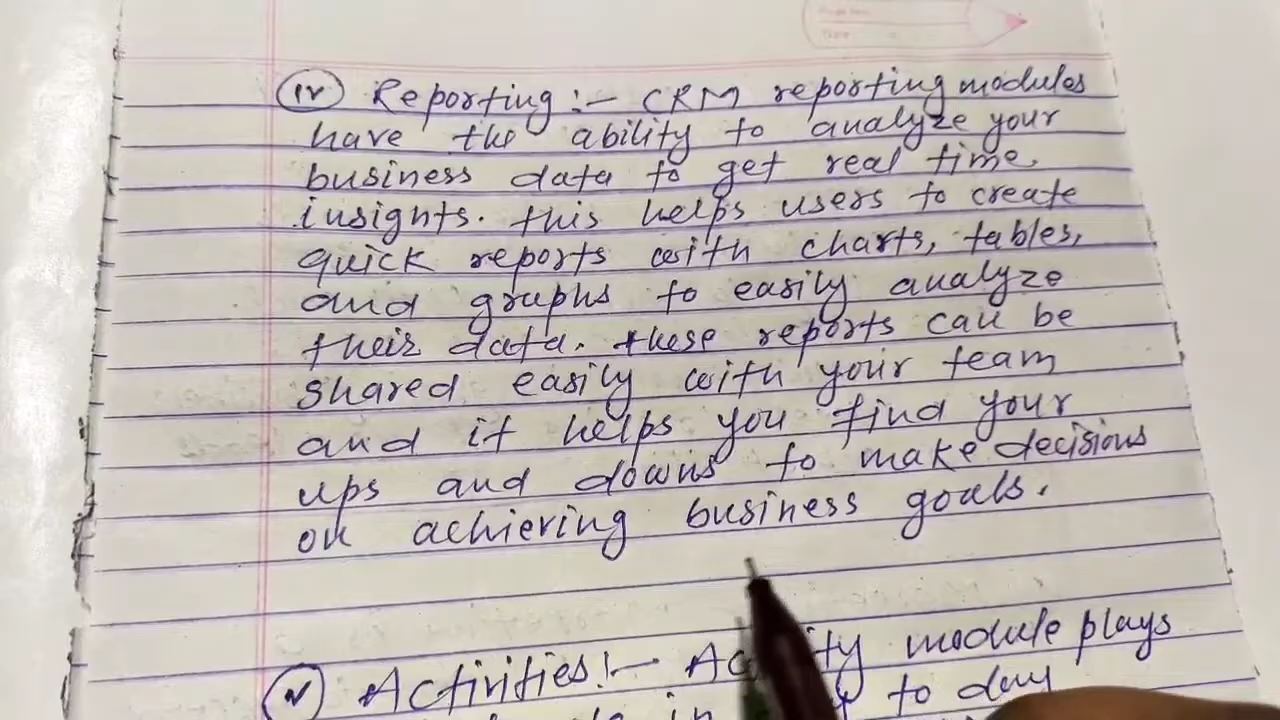 (iv) Reporting :- CRM reporting modules
have the ability to analyze your
business data to get real time
insights. this helps users to create
quick reports with charts, tables,
and graphs to easily analyze
their data. these reports can be
shared easily with your team
and it helps you find your
ups and downs to make decisions
on achieving business goals.
(v) Activities :- module plays
in to day